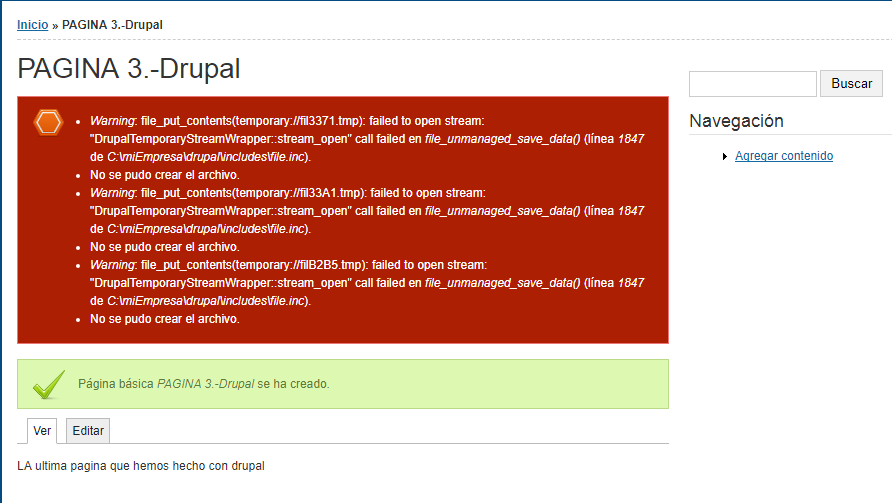 Inicio » PAGINA 3.-Drupal
PAGINA 3.-Drupal
Warning: file_put_contents(temporary://fil3371.tmp): failed to open stream:
"DrupalTemporaryStreamWrapper::stream_open" call failed en file_unmanaged_save_data() (línea 1847
de C:\miEmpresa\drupal\includes\file.inc).
No se pudo crear el archivo.
Warning: file_put_contents(temporary://fil33A1.tmp): failed to open stream:
"DrupalTemporaryStreamWrapper::stream_open" call failed en file_unmanaged_save_data() (línea 1847
de C:\miEmpresa\drupal\includes\file.inc).
No se pudo crear el archivo.
Warning: file_put_contents(temporary://filB2B5.tmp): failed to open stream:
"DrupalTemporaryStreamWrapper::stream_open" call failed en file_unmanaged_save_data() (línea 1847
de C:\miEmpresa\drupal\includes\file.inc).
No se pudo crear el archivo.
Página básica PAGINA 3.-Drupal se ha creado.
Ver Editar
LA ultima pagina que hemos hecho con drupal
Buscar
Navegación
Agregar contenido